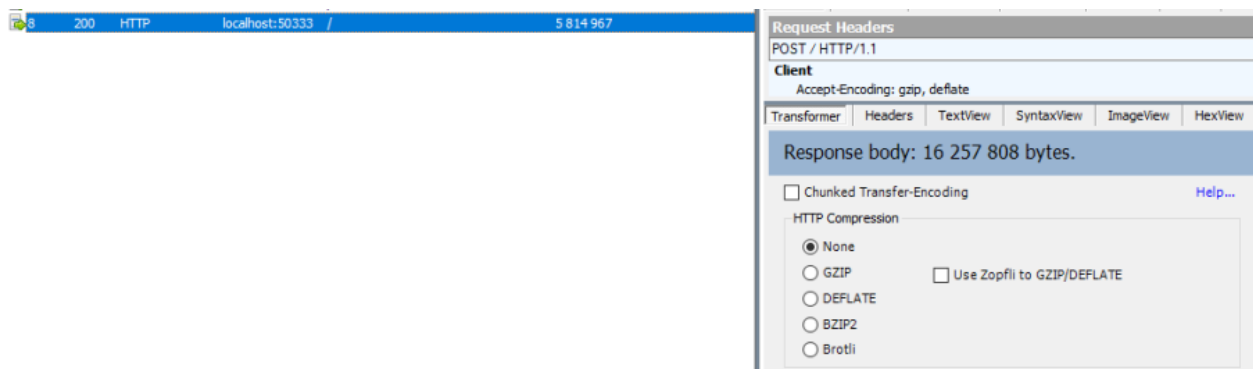 8 200 HTTP localhost:50333 / 5 814 967
Request Headers
POST / HTTP/1.1
Client
Accept-Encoding: gzip, deflate
Transformer Headers TextView SyntaxView ImageView HexView
Response body: 16 257 808 bytes.
Chunked Transfer-Encoding Help...
HTTP Compression
None
GZIP Use Zopfli to GZIP/DEFLATE
DEFLATE
BZIP2
Brotli